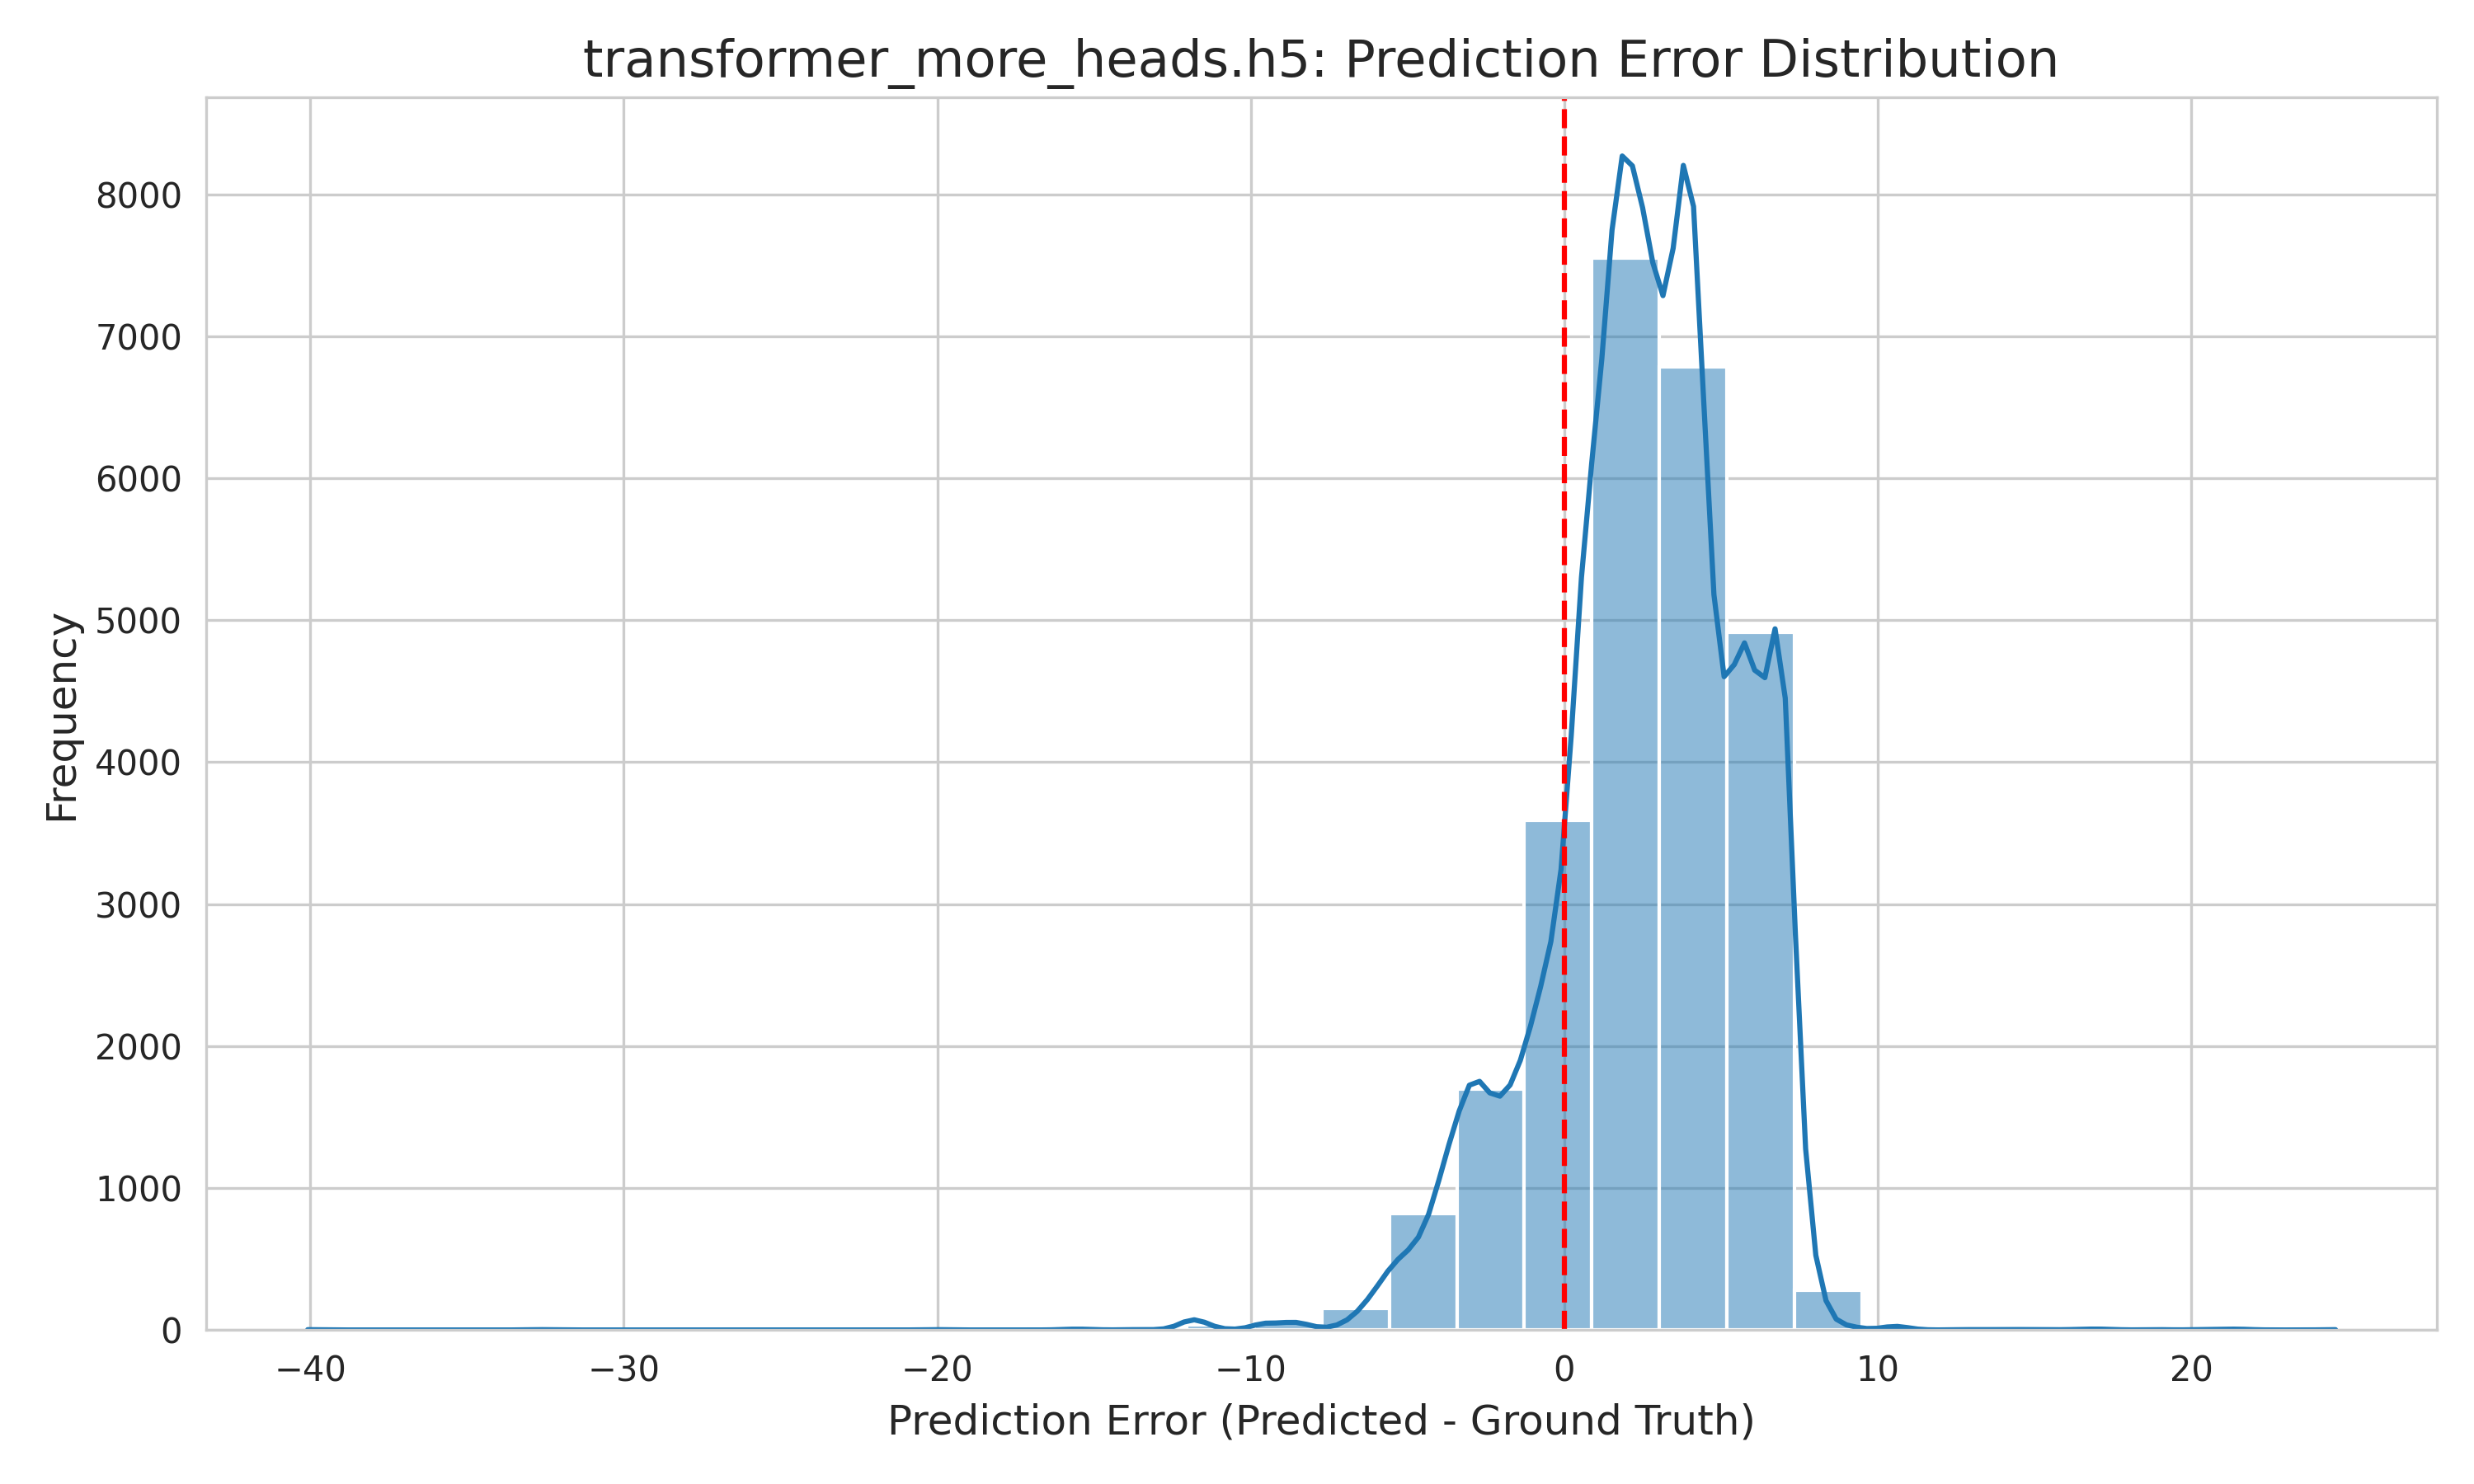 transformer_more_heads.h5: Prediction Error Distribution
Frequency
8000
7000
6000
5000
4000
3000
2000
1000
0
−40 −30 −20 −10 0 10 20
Prediction Error (Predicted - Ground Truth)